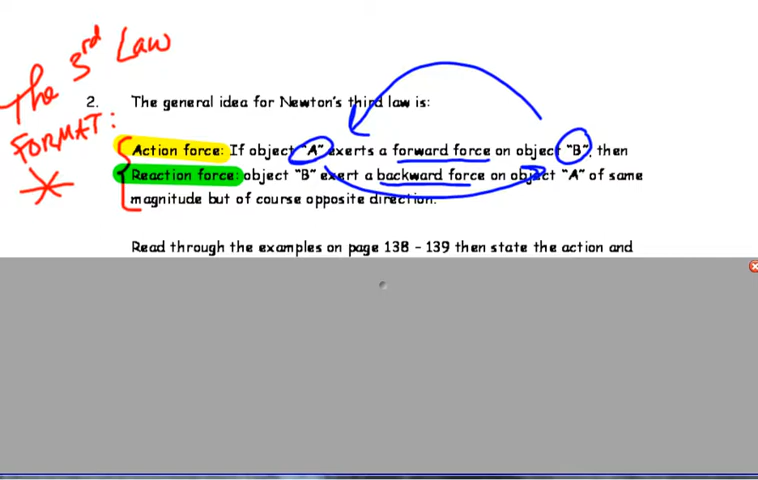 The 3rd Law
FORMAT:
2. The general idea for Newton's third law is:
Action force: If object "A" exerts a forward force on object "B", then
Reaction force: object "B" exert a backward force on object "A" of same
magnitude but of course opposite direction.
Read through the examples on page 138 - 139 then state the action and